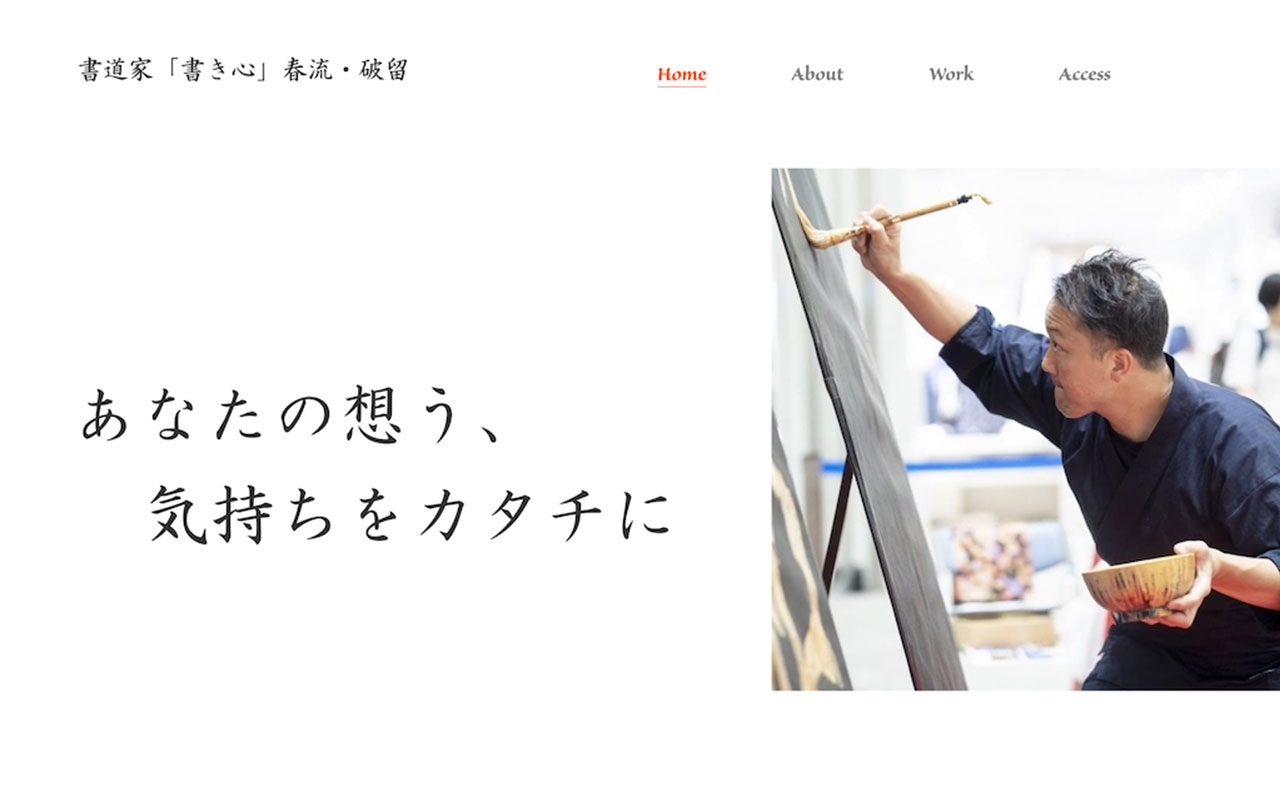 書道家「書き心」春流・破留
Home
About
Work
Access
あなたの想う、
気持ちをカタチに